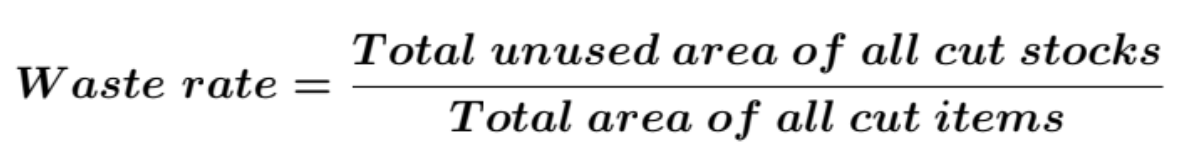 Total unused area of all cut stocks
Waste rate =
Total area of all cut items